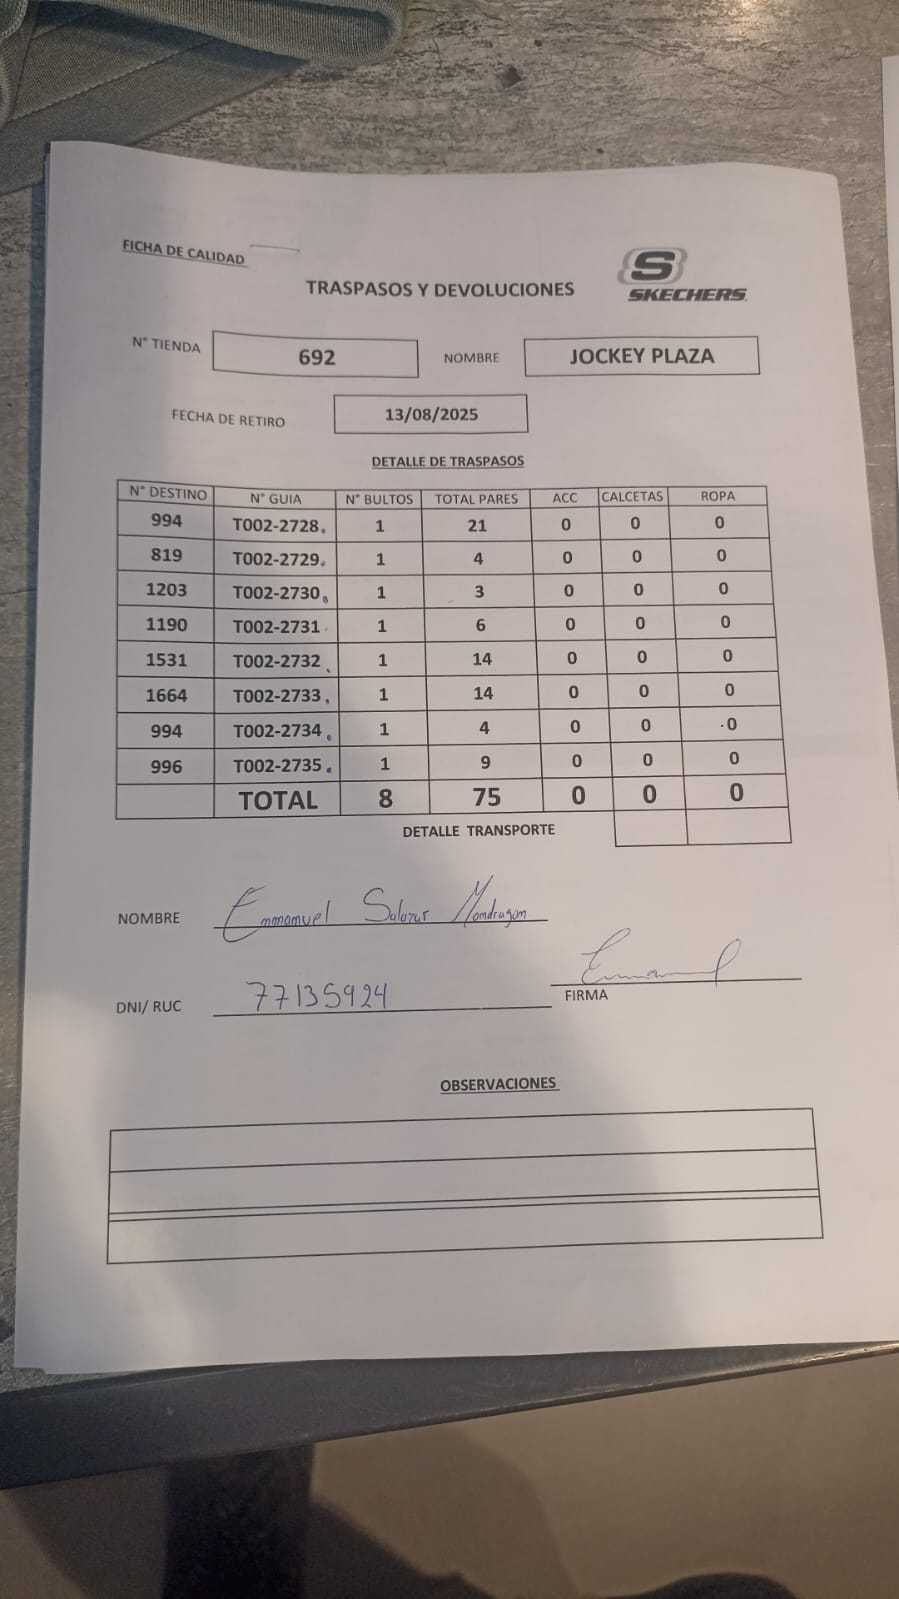 FICHA DE CALIDAD
TRASPASOS Y DEVOLUCIONES
S
SKECHERS
N° TIENDA 692 NOMBRE JOCKEY PLAZA
FECHA DE RETIRO 13/08/2025
DETALLE DE TRASPASOS
N° DESTINO N° GUIA N° BULTOS TOTAL PARES ACC CALCETAS ROPA
994 T002-2728 1 21 0 0 0
819 T002-2729 1 4 0 0 0
1203 T002-2730 1 3 0 0 0
1190 T002-2731 1 6 0 0 0
1531 T002-2732 1 14 0 0 0
1664 T002-2733 1 14 0 0 0
994 T002-2734 1 4 0 0 0
996 T002-2735 1 9 0 0 0
TOTAL 8 75 0 0 0
DETALLE TRANSPORTE
NOMBRE Emmanuel Salazar Mondragon
DNI/ RUC 77135924
FIRMA
OBSERVACIONES